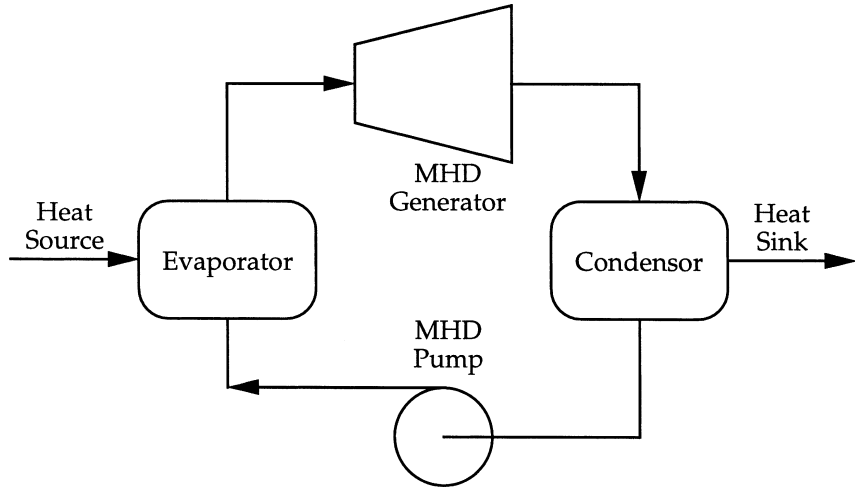 MHD
Generator
Heat
Source
Evaporator
Condensor
Heat
Sink
MHD
Pump